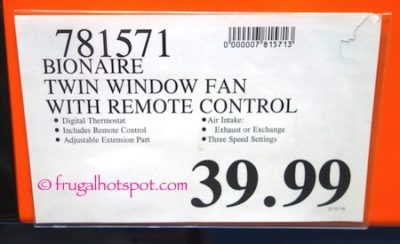 781571
0000007815713
BIONAIRE
TWIN WINDOW FAN
WITH REMOTE CONTROL
• Digital Thermostat
• Includes Remote Control
• Adjustable Extension Part
• Air Intake:
• Exhaust or Exchange
• Three Speed Settings
© frugalhotspot.com
39.99